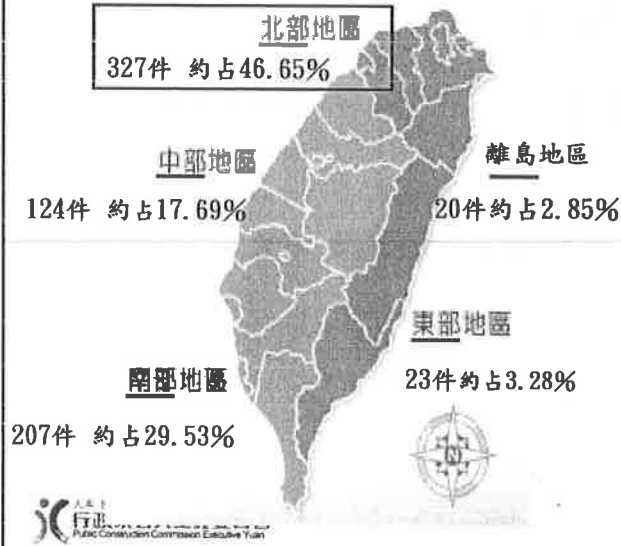 北部地區
327件 約占46.65%
中部地區
124件 約占17.69%
離島地區
20件約占2.85%
東部地區
23件約占3.28%
南部地區
207件 約占29.53%
N
行政院
Public Construction Commission Executive Yuan